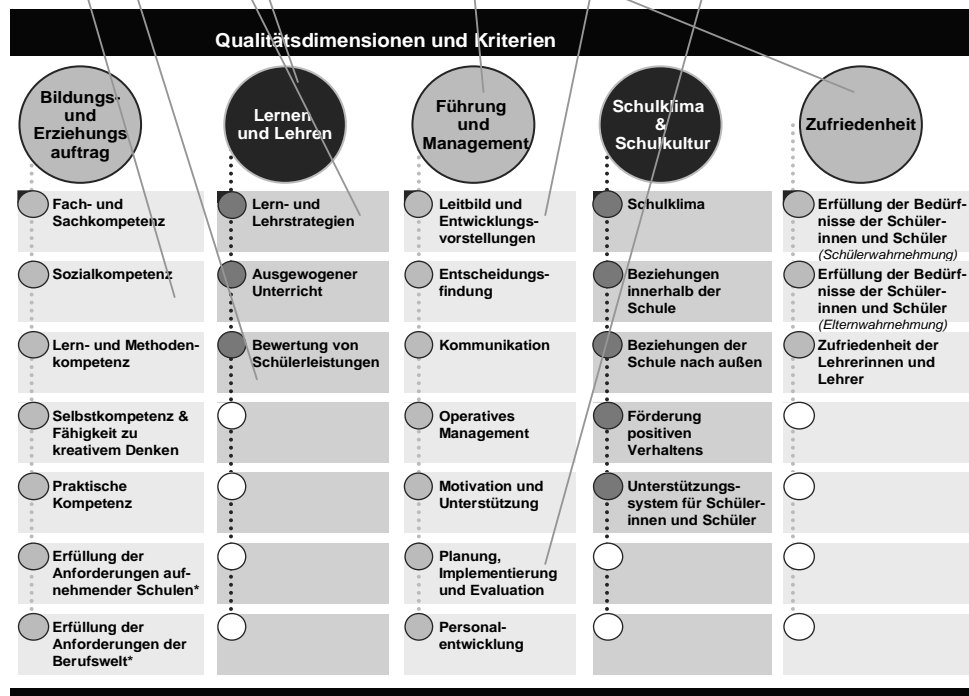 Qualitätsdimensionen und Kriterien
Bildungs-
und
Erziehungs
auftrag
Fach- und
Sachkompetenz
Sozialkompetenz
Lern- und Methoden-
kompetenz
Selbstkompetenz &
Fähigkeit zu
kreativem Denken
Praktische
Kompetenz
Erfüllung der
Anforderungen auf-
nehmender Schulen*
Erfüllung der
Anforderungen der
Berufswelt*
Lernen
und Lehren
Lern- und
Lehrstrategien
Ausgewogener
Unterricht
Bewertung von
Schülerleistungen
Führung
und
Management
Leitbild und
Entwicklungs-
vorstellungen
Entscheidungs-
findung
Kommunikation
Operatives
Management
Motivation und
Unterstützung
Planung,
Implementierung
und Evaluation
Personal-
entwicklung
Schulklima
&
Schulkultur
Schulklima
Beziehungen
innerhalb der
Schule
Beziehungen der
Schule nach außen
Förderung
positiven
Verhaltens
Unterstützungs-
system für Schüler-
innen und Schüler
Zufriedenheit
Erfüllung der Bedürf-
nisse der Schüler-
innen und Schüler
(Schülerwahrnehmung)
Erfüllung der Bedürf-
nisse der Schüler-
innen und Schüler
(Elternwahrnehmung)
Zufriedenheit der
Lehrerinnen und
Lehrer